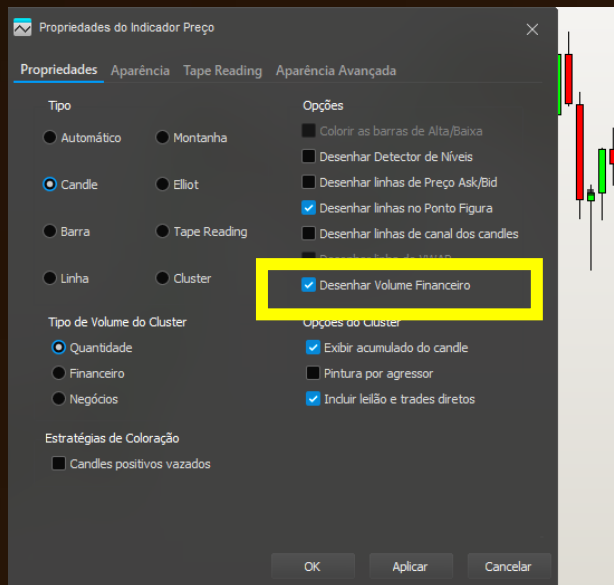 Propriedades do Indicador Preço
Propriedades Aparência Tape Reading Aparência Avançada
Tipo
Automático Montanha
Candle Elliot
Barra Tape Reading
Linha Cluster
Opções
Colorir as barras de Alta/Baixa
Desenhar Detector de Níveis
Desenhar linhas de Preço Ask/Bid
Desenhar linhas no Ponto Figura
Desenhar linhas de canal dos candles
Desenhar linha de VWAP
Desenhar Volume Financeiro
Tipo de Volume do Cluster
Quantidade
Financeiro
Negócios
Opções do Cluster
Exibir acumulado do candle
Pintura por agressor
Incluir leilão e trades diretos
Estratégias de Coloração
Candles positivos vazados
OK Aplicar Cancelar